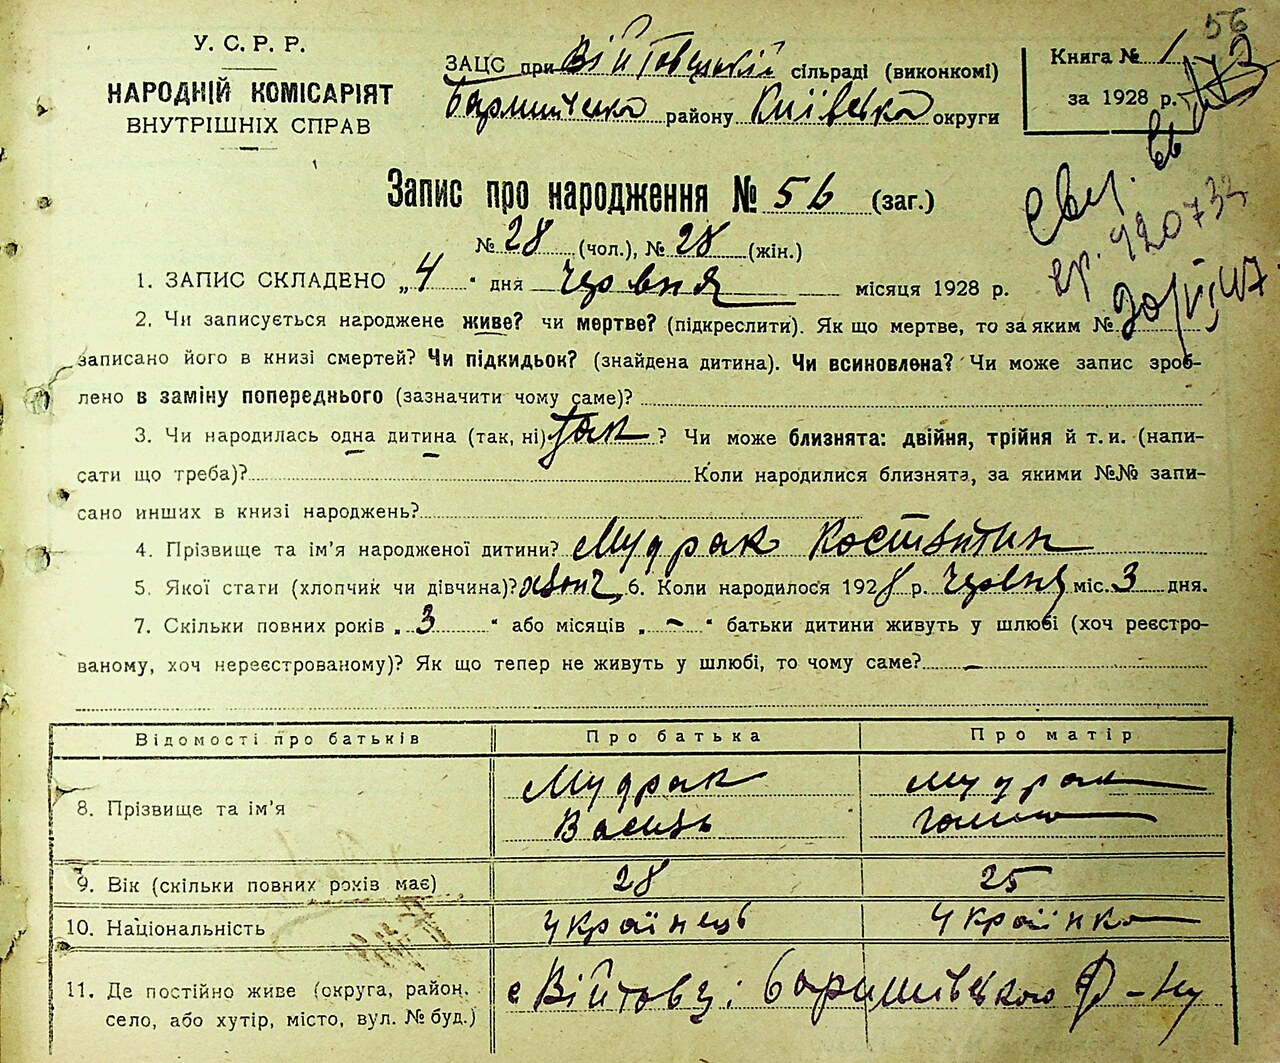 56
У. С. Р. Р.
НАРОДНІЙ КОМІСАРІЯТ
ВНУТРІШНІХ СПРАВ
ЗАЦС при Війтовецькій сільраді (виконкомі)
району Київська округи
Книга № 1
за 1928 р.
Запис про народження № 56 (заг.)
№ 28 (чол.), № 28 (жін.)
1. ЗАПИС СКЛАДЕНО „4" дня Червня місяця 1928 р.
2. Чи записується народжене живе? чи мертве? (підкреслити). Як що мертве, то за яким №
записано його в книзі смертей? Чи підкидьок? (знайдена дитина). Чи всиновлена? Чи може запис зроб-
лено в заміну попереднього (зазначити чому саме)?
3. Чи народилась одна дитина (так, ні) так? Чи може близнята: двійня, трійня й т. и. (напи-
сати що треба)? Коли народилися близнята, за якими №№ запи-
сано инших в книзі народжень?
4. Прізвище та ім'я народженої дитини? Мудрак Костянтин
5. Якої статі (хлопчик чи дівчина)? хлопч. 6. Коли народилося 1928 р. Червня міс. 3 дня.
7. Скільки повних років „3" або місяців „-" батьки дитини живуть у шлюбі (хоч реєстро-
ваному, хоч нереєстрованому)? Як що тепер не живуть у шлюбі, то чому саме? -
Відомості про батьків Про батька Про матір
8. Прізвище та ім'я Мудрак Василь Мудрак
9. Вік (скільки повних років має) 28 25
10. Національність Українець Українка
11. Де постійно живе (округа, район, село, або хутір, місто, вул. № буд.) с Війтовці Баришівського р-ну